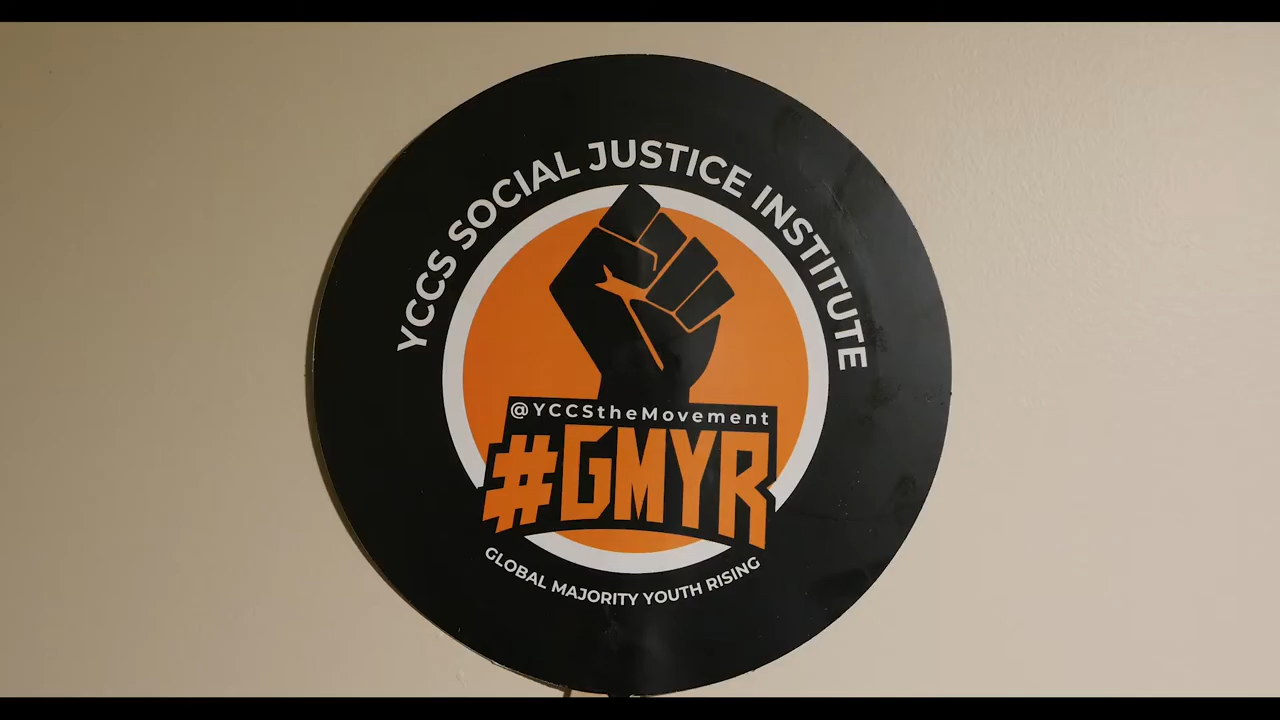 YCCS SOCIAL JUSTICE INSTITUTE
@YCCStheMovement
#GMYR
GLOBAL MAJORITY YOUTH RISING